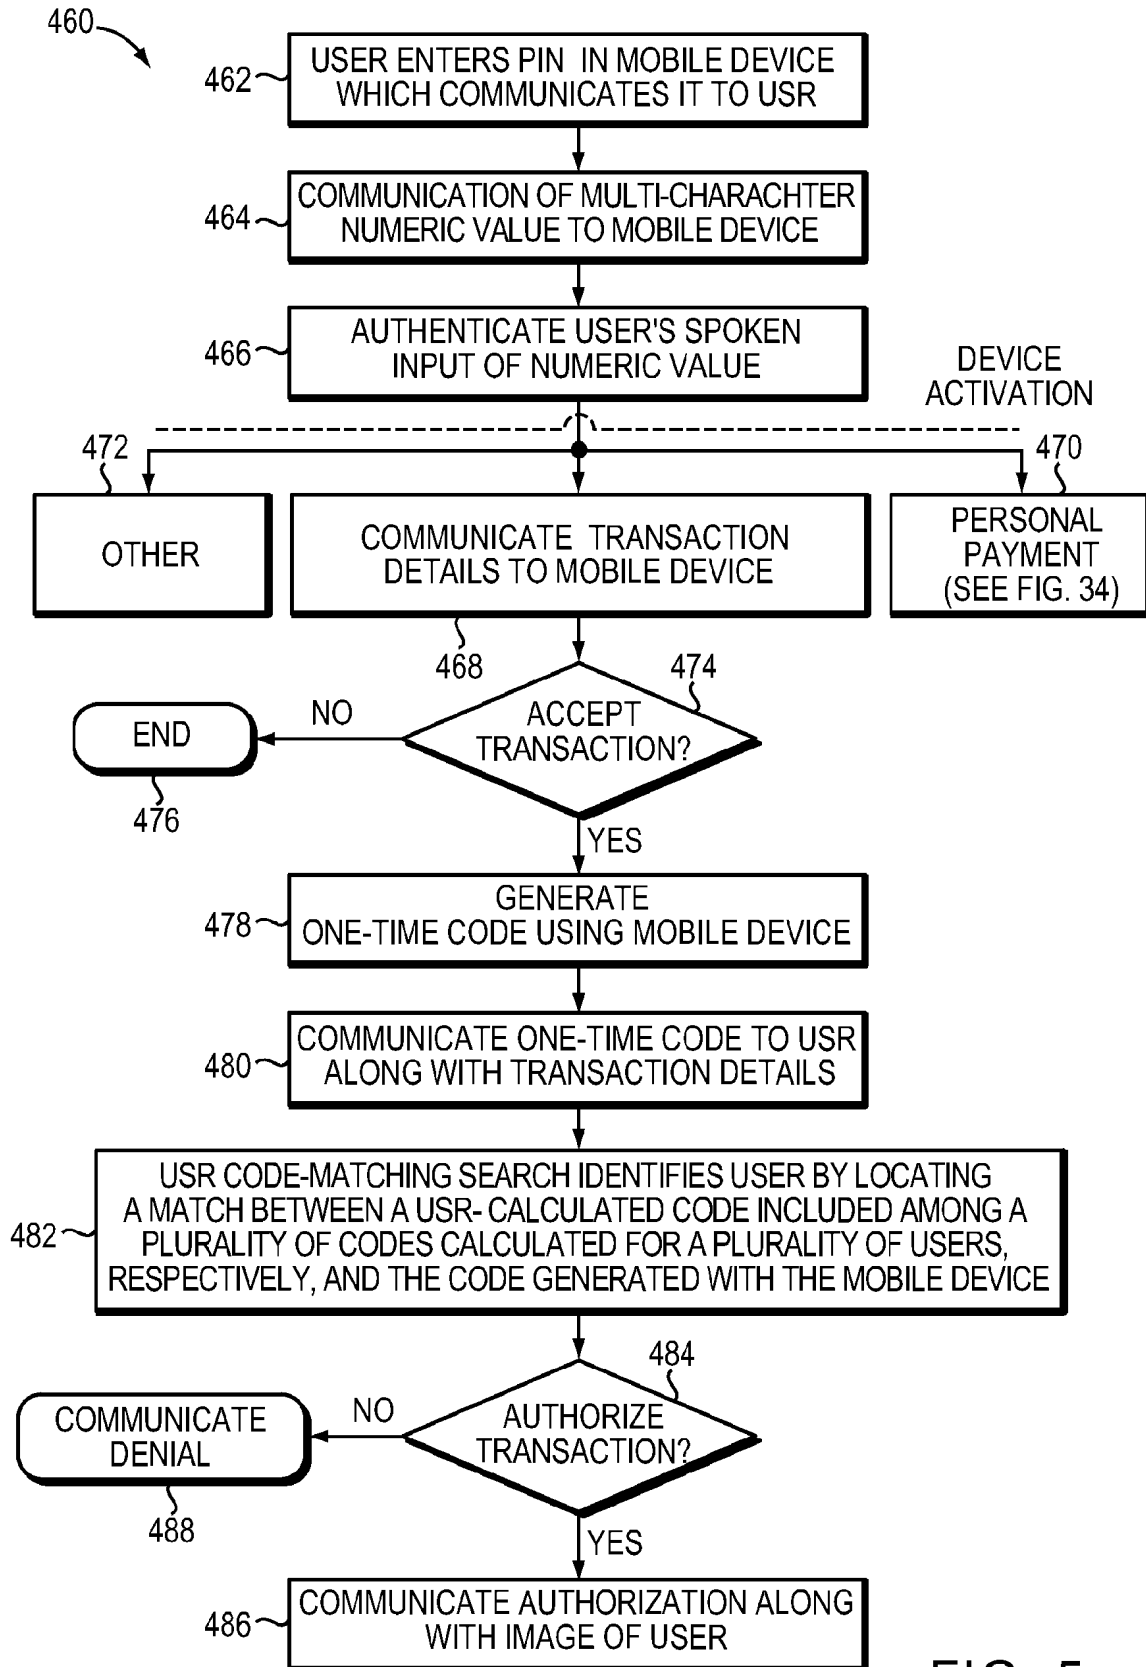 460
462
USER ENTERS PIN IN MOBILE DEVICE
WHICH COMMUNICATES IT TO USR
464
COMMUNICATION OF MULTI-CHARACHTER
NUMERIC VALUE TO MOBILE DEVICE
466
AUTHENTICATE USER'S SPOKEN
INPUT OF NUMERIC VALUE
DEVICE
ACTIVATION
472
470
OTHER
COMMUNICATE TRANSACTION
DETAILS TO MOBILE DEVICE
PERSONAL
PAYMENT
(SEE FIG. 34)
468
474
ACCEPT
TRANSACTION?
NO
END
476
YES
478
GENERATE
ONE-TIME CODE USING MOBILE DEVICE
480
COMMUNICATE ONE-TIME CODE TO USR
ALONG WITH TRANSACTION DETAILS
482
USR CODE-MATCHING SEARCH IDENTIFIES USER BY LOCATING
A MATCH BETWEEN A USR- CALCULATED CODE INCLUDED AMONG A
PLURALITY OF CODES CALCULATED FOR A PLURALITY OF USERS,
RESPECTIVELY, AND THE CODE GENERATED WITH THE MOBILE DEVICE
484
AUTHORIZE
TRANSACTION?
NO
COMMUNICATE
DENIAL
488
YES
486
COMMUNICATE AUTHORIZATION ALONG
WITH IMAGE OF USER
FIG. 5